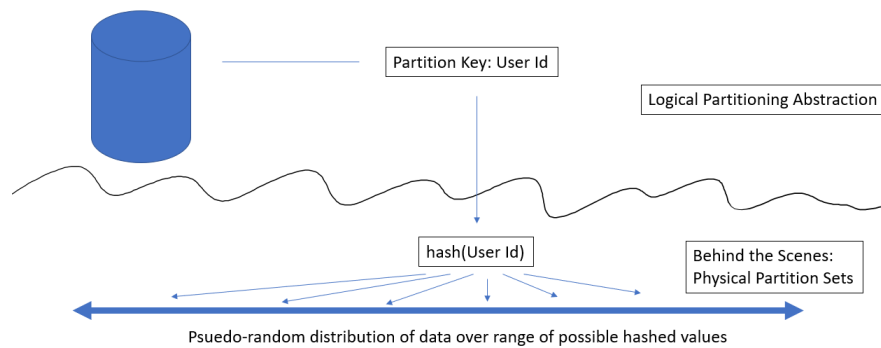 Partition Key: User Id
Logical Partitioning Abstraction
hash(User Id)
Behind the Scenes:
Physical Partition Sets
Psuedo-random distribution of data over range of possible hashed values